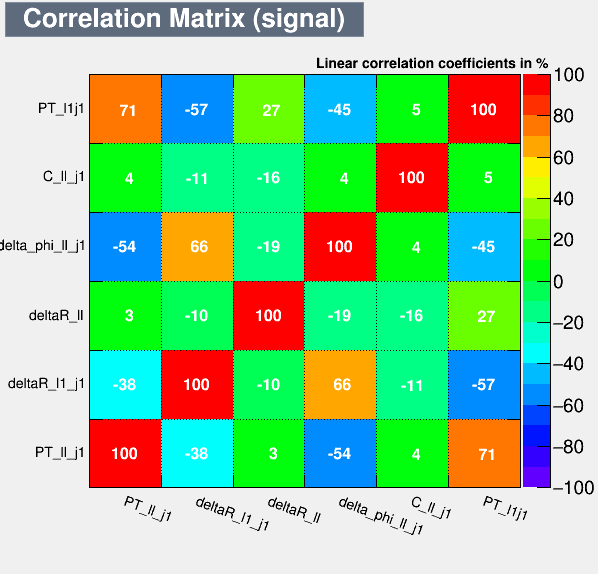 Correlation Matrix (signal)
Linear correlation coefficients in %
PT_l1j1 71 -57 27 -45 5 100
C_ll_j1 4 -11 -16 4 100 5
delta_phi_ll_j1 -54 66 -19 100 4 -45
deltaR_ll 3 -10 100 -19 -16 27
deltaR_l1_j1 -38 100 -10 66 -11 -57
PT_ll_j1 100 -38 3 -54 4 71
PT_ll_j1 deltaR_l1_j1 deltaR_ll delta_phi_ll_j1 C_ll_j1 PT_l1j1
100
80
60
40
20
0
−20
−40
−60
−80
−100